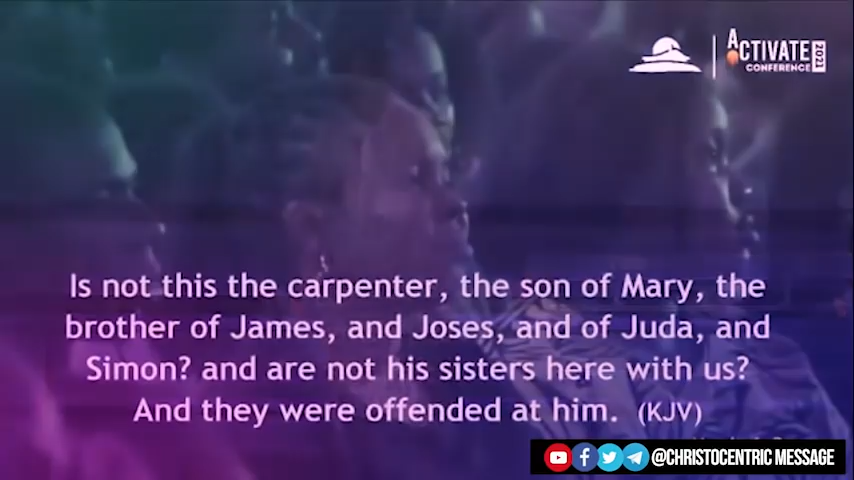 ACTIVATE
CONFERENCE
2021
Is not this the carpenter, the son of Mary, the
brother of James, and Joses, and of Juda, and
Simon? and are not his sisters here with us?
And they were offended at him. (KJV)
@CHRISTOCENTRIC MESSAGE